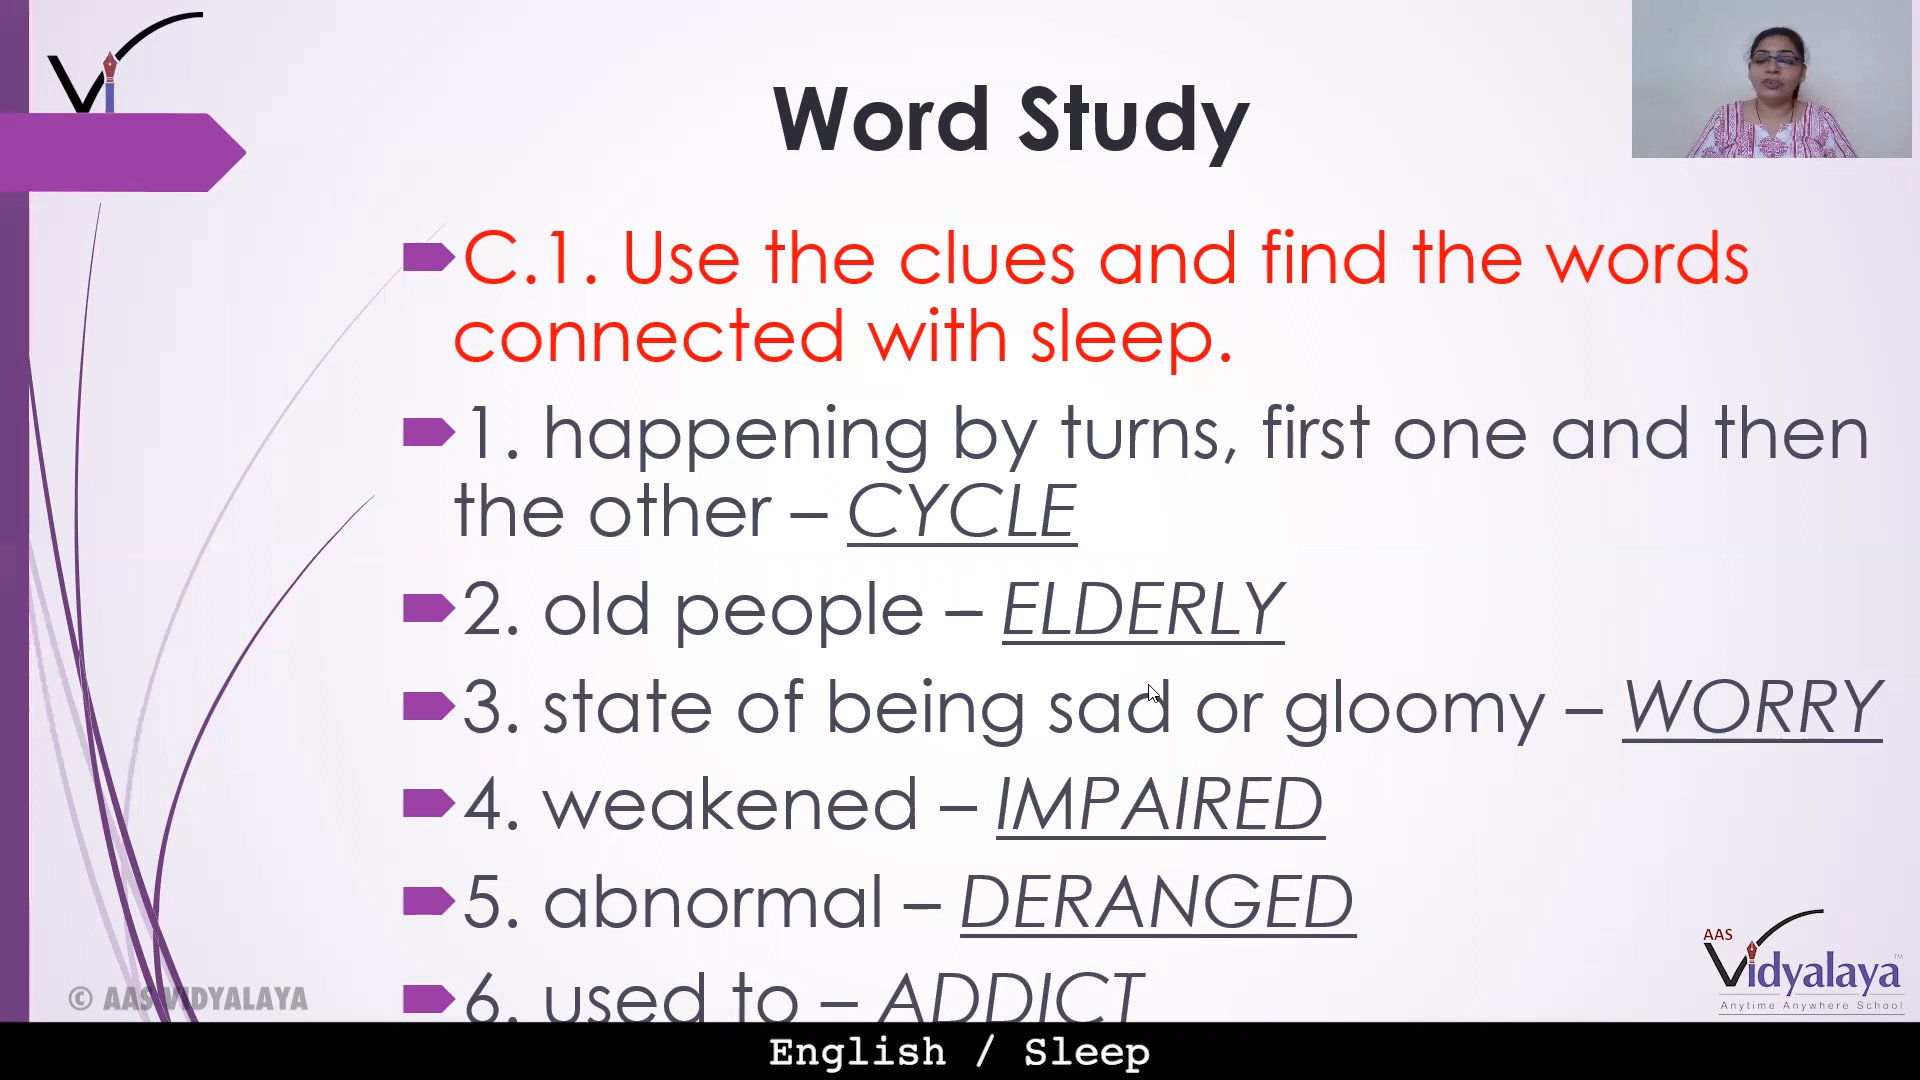 Vi
Word Study
C.1. Use the clues and find the words
connected with sleep.
1. happening by turns, first one and then
the other – CYCLE
2. old people – ELDERLY
3. state of being sad or gloomy – WORRY
4. weakened – IMPAIRED
5. abnormal – DERANGED
6. used to – ADDICT
AAS
Vidyalaya™
Anytime Anywhere School
© AAS VIDYALAYA
English / Sleep